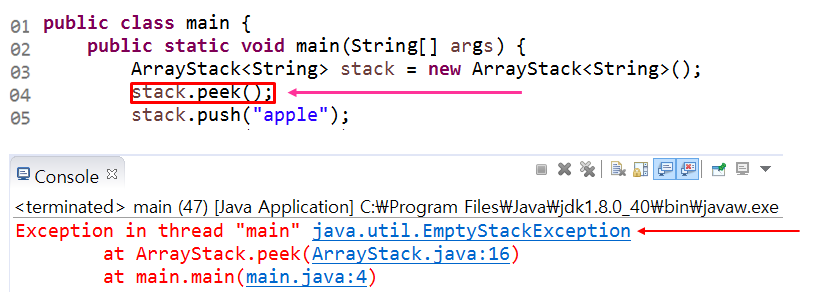 01 public class main {
02 public static void main(String[] args) {
03 ArrayStack<String> stack = new ArrayStack<String>();
04 stack.peek();
05 stack.push("apple");
Console
<terminated> main (47) [Java Application] C:₩Program Files₩Java₩jdk1.8.0_40₩bin₩javaw.exe
Exception in thread "main" java.util.EmptyStackException
at ArrayStack.peek(ArrayStack.java:16)
at main.main(main.java:4)